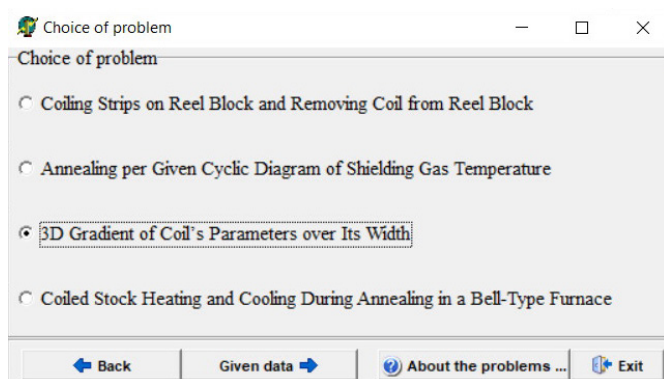 Choice of problem
Choice of problem
Coiling Strips on Reel Block and Removing Coil from Reel Block
Annealing per Given Cyclic Diagram of Shielding Gas Temperature
3D Gradient of Coil's Parameters over Its Width
Coiled Stock Heating and Cooling During Annealing in a Bell-Type Furnace
Back Given data About the problems ... Exit